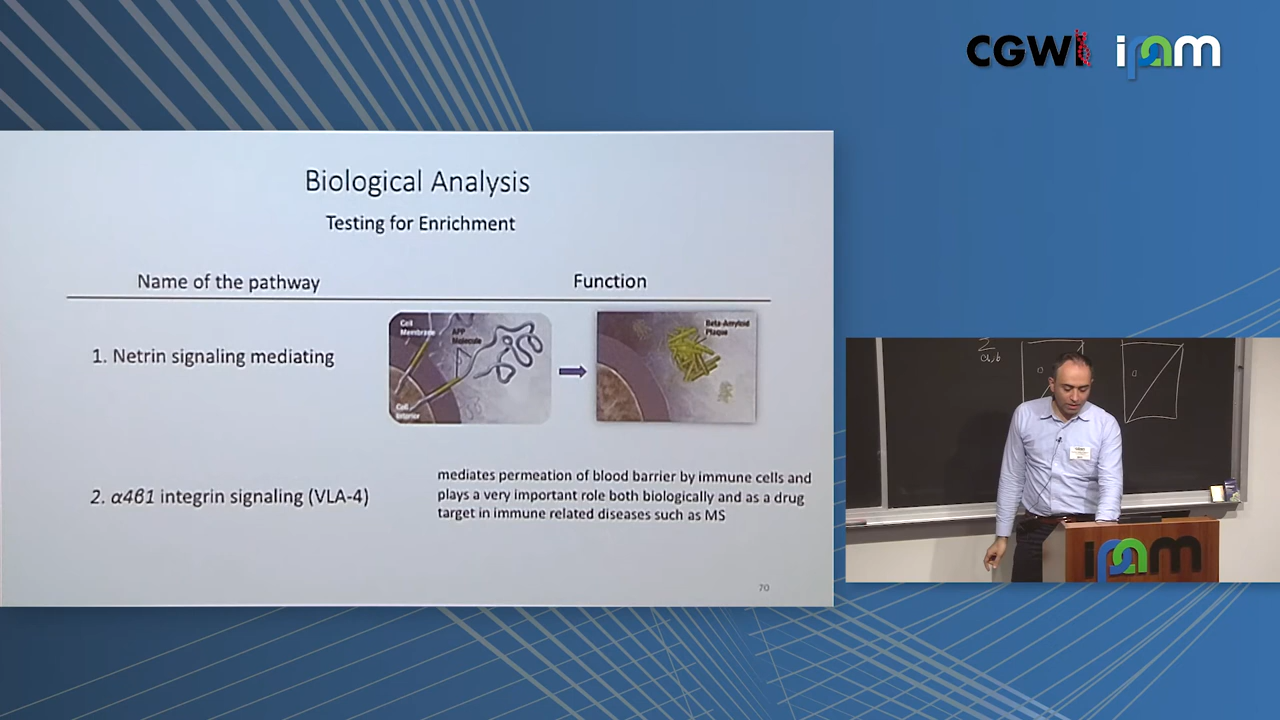 CGWI ipam
Biological Analysis
Testing for Enrichment
Name of the pathway Function
Cell
Membrane
APP
Molecule
Beta-Amyloid
Plaque
1. Netrin signaling mediating
Cell
Interior
mediates permeation of blood barrier by immune cells and
2. α4β1 integrin signaling (VLA-4)
plays a very important role both biologically and as a drug
target in immune related diseases such as MS
70
Σ
a,b
a
a
ipam